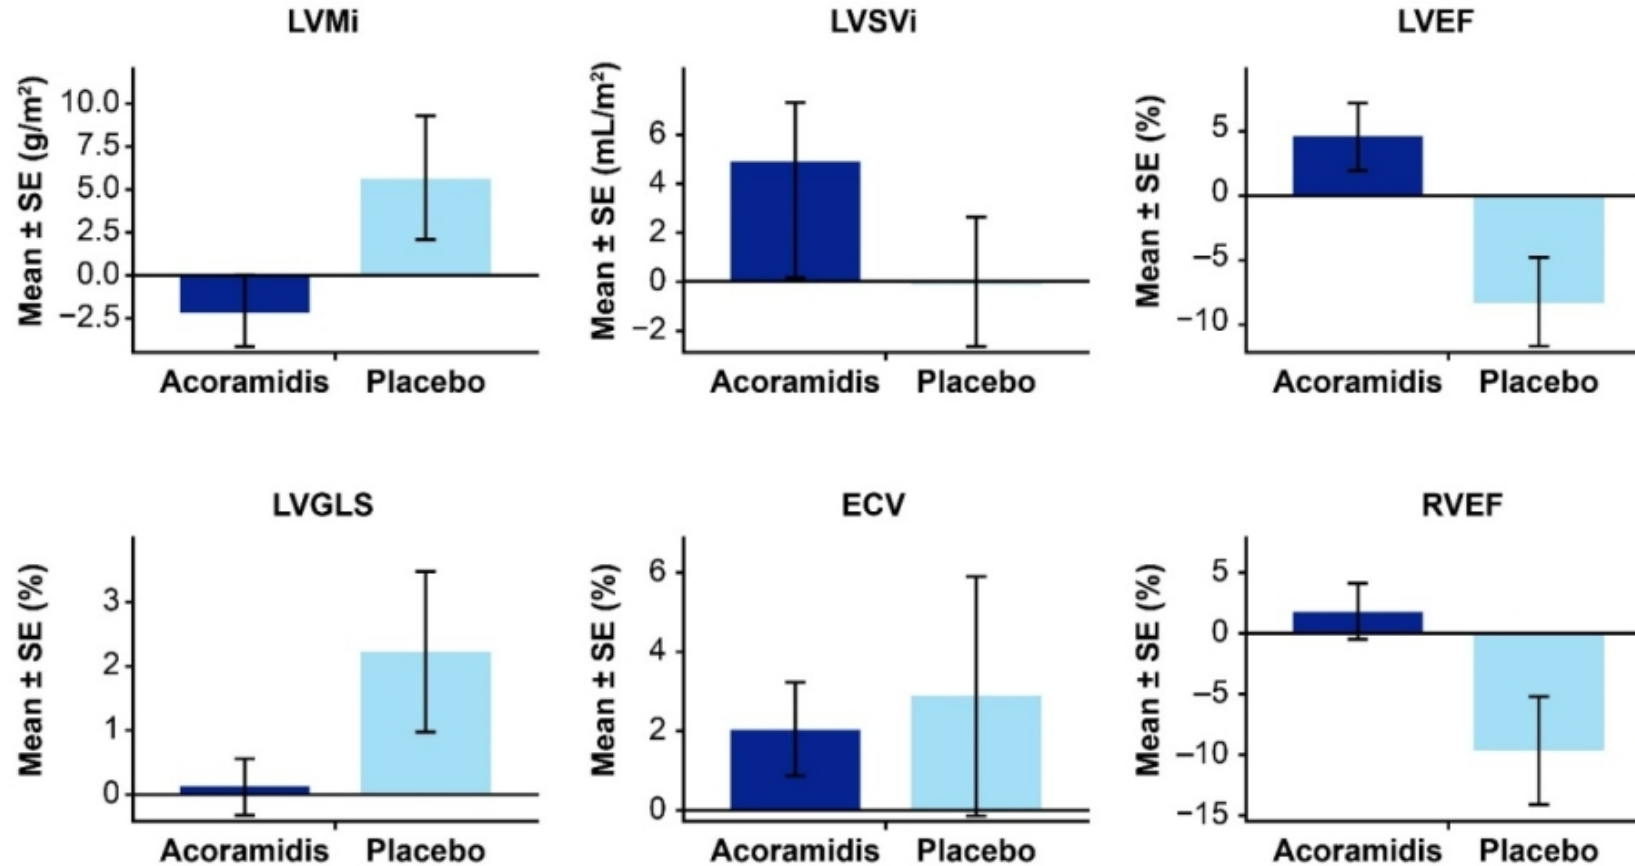 LVMi
Mean ± SE (g/m²)
10.0
7.5
5.0
2.5
0.0
−2.5
Acoramidis Placebo
LVSVi
Mean ± SE (mL/m²)
6
4
2
0
−2
Acoramidis Placebo
LVEF
Mean ± SE (%)
5
0
−5
−10
Acoramidis Placebo
LVGLS
Mean ± SE (%)
3
2
1
0
Acoramidis Placebo
ECV
Mean ± SE (%)
6
4
2
0
Acoramidis Placebo
RVEF
Mean ± SE (%)
5
0
−5
−10
−15
Acoramidis Placebo